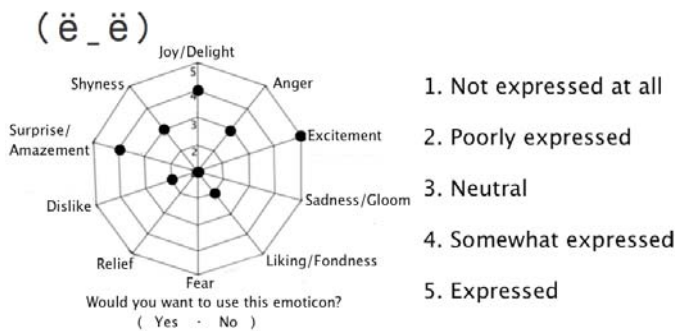 (ë_ë)
Joy/Delight
5
Shyness
Anger
4
3
Surprise/
Amazement
Excitement
2
Dislike
Sadness/Gloom
Relief
Liking/Fondness
Fear
Would you want to use this emoticon?
( Yes · No )
1. Not expressed at all
2. Poorly expressed
3. Neutral
4. Somewhat expressed
5. Expressed